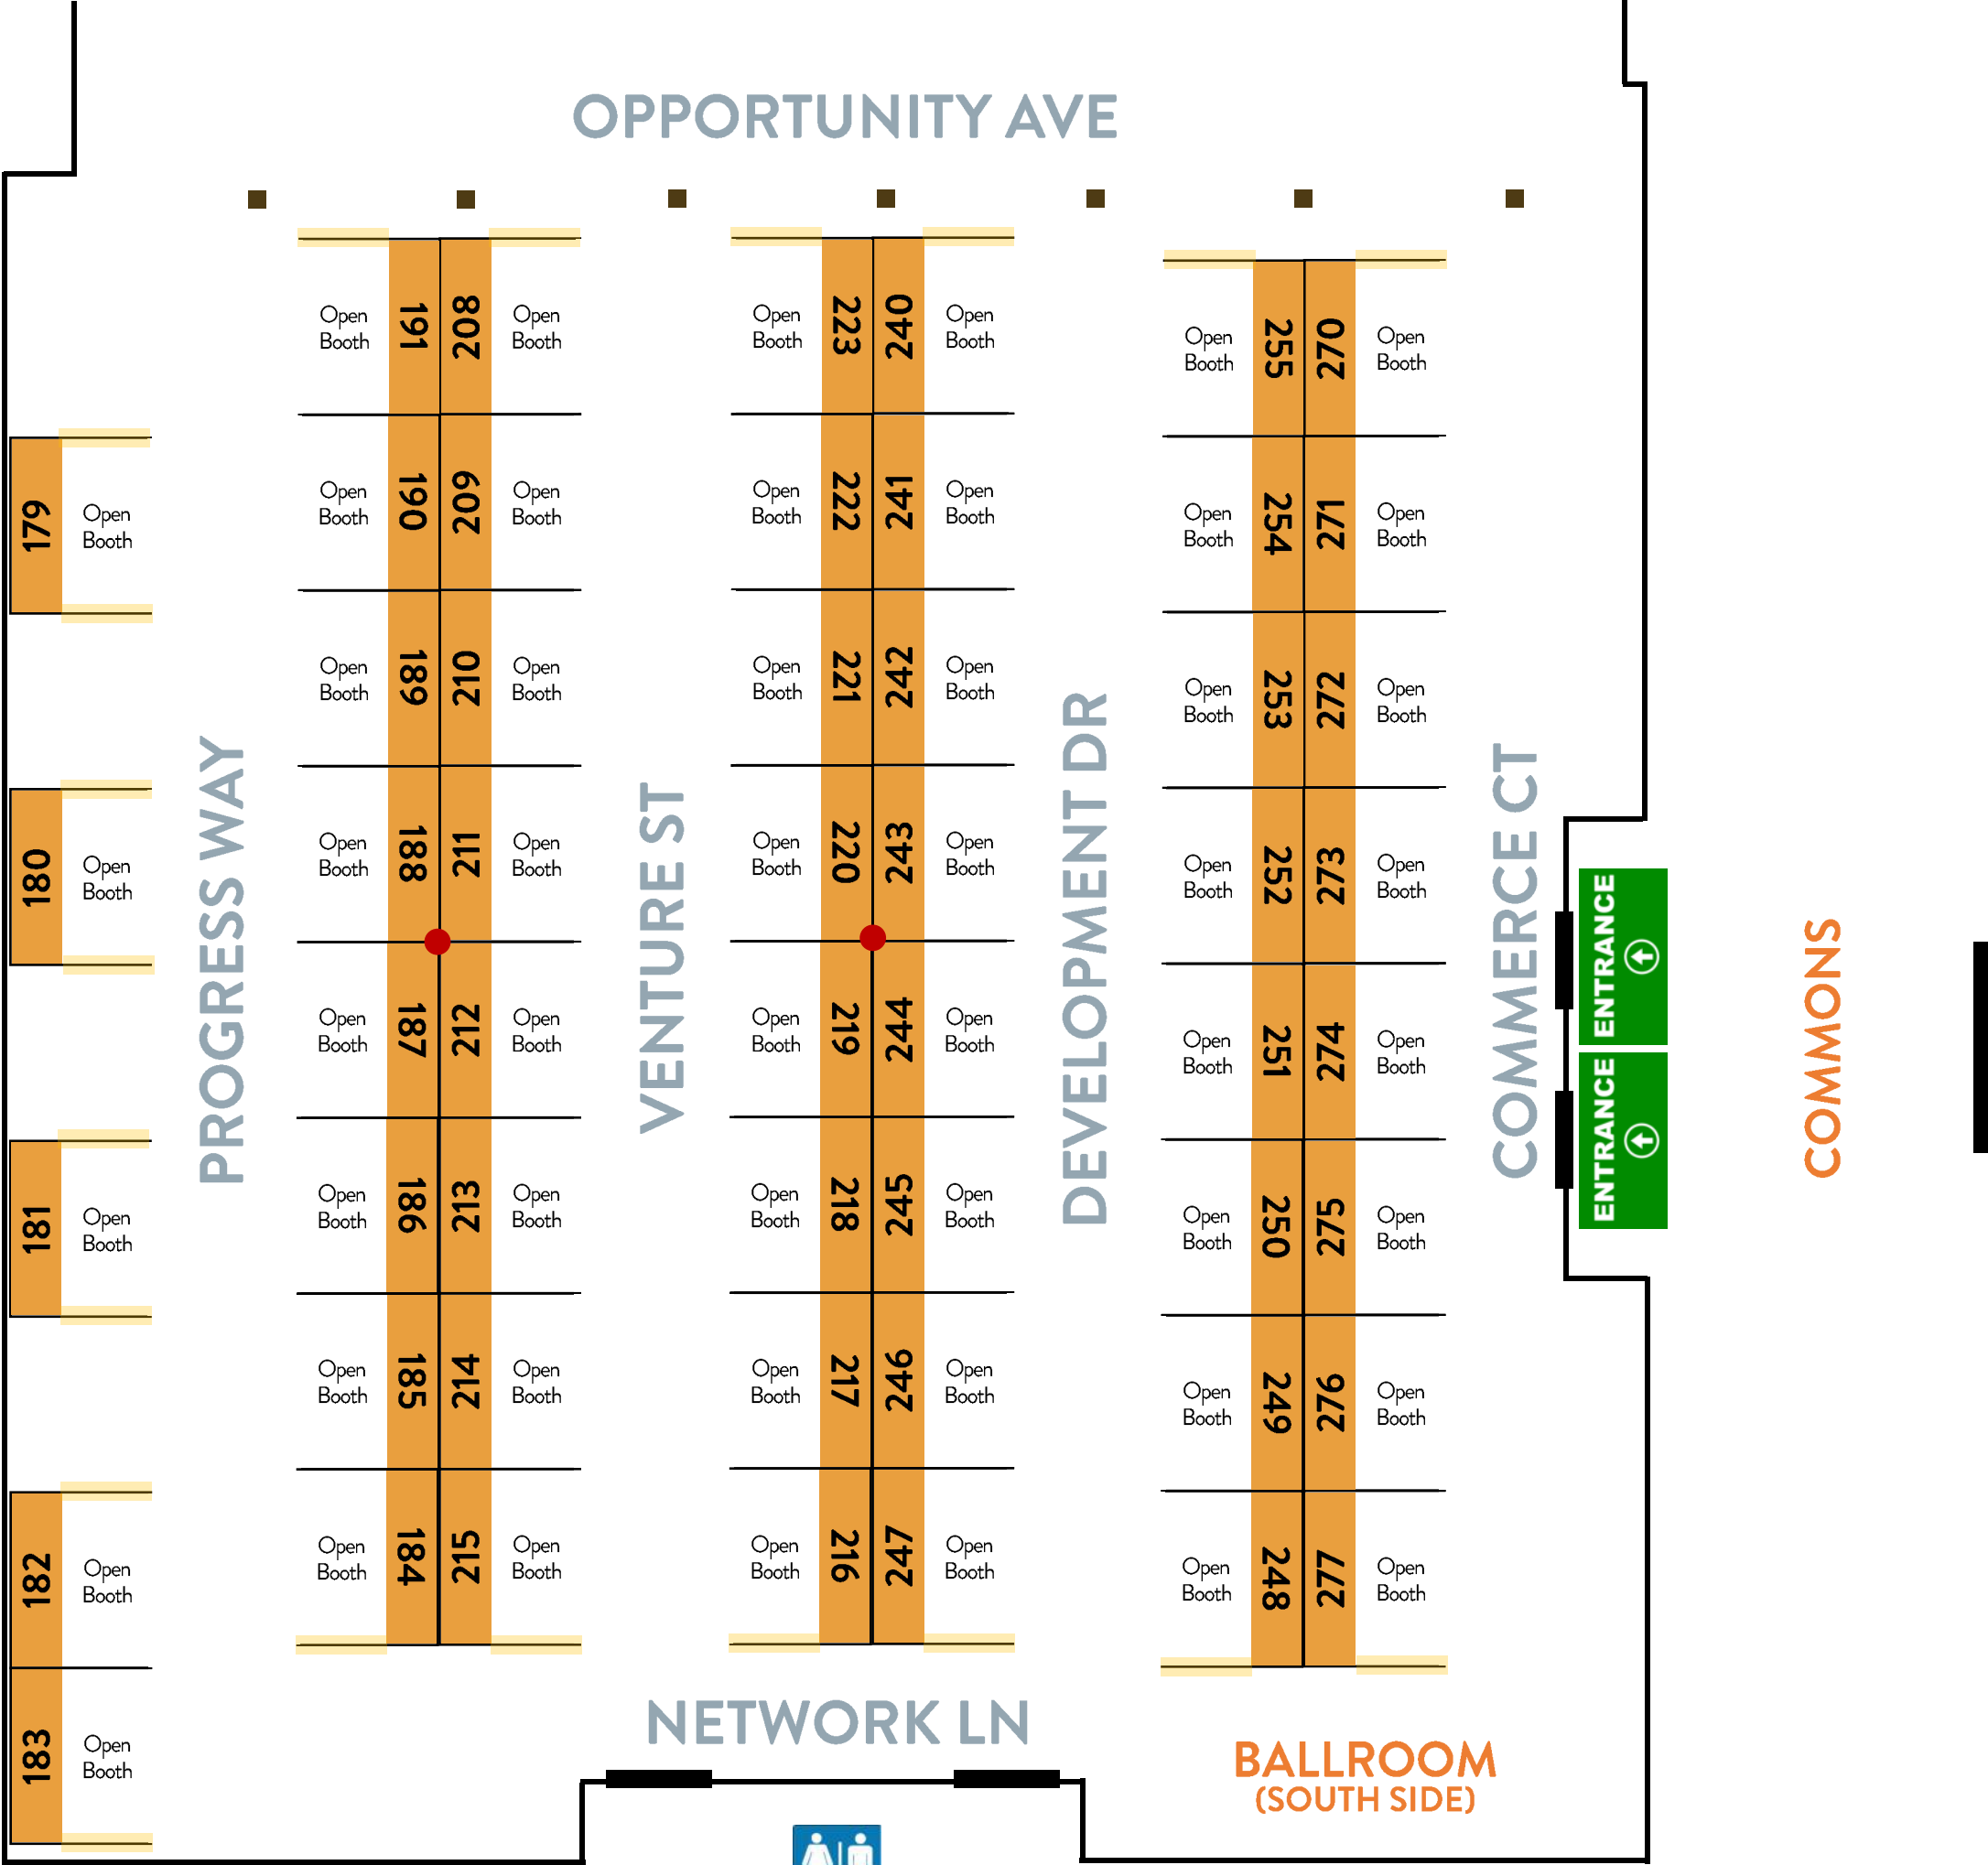 OPPORTUNITY AVE
Open
Booth
191
208
Open
Booth
Open
Booth
223
240
Open
Booth
Open
Booth
255
270
Open
Booth
179
Open
Booth
Open
Booth
190
209
Open
Booth
Open
Booth
222
241
Open
Booth
Open
Booth
254
271
Open
Booth
Open
Booth
189
210
Open
Booth
Open
Booth
221
242
Open
Booth
Open
Booth
253
272
Open
Booth
180
Open
Booth
Open
Booth
188
211
Open
Booth
Open
Booth
220
243
Open
Booth
Open
Booth
252
273
Open
Booth
PROGRESS WAY
VENTURE ST
DEVELOPMENT DR
COMMERCE CT
ENTRANCE
ENTRANCE
COMMONS
Open
Booth
187
212
Open
Booth
Open
Booth
219
244
Open
Booth
Open
Booth
251
274
Open
Booth
181
Open
Booth
Open
Booth
186
213
Open
Booth
Open
Booth
218
245
Open
Booth
Open
Booth
250
275
Open
Booth
Open
Booth
185
214
Open
Booth
Open
Booth
217
246
Open
Booth
Open
Booth
249
276
Open
Booth
182
Open
Booth
Open
Booth
184
215
Open
Booth
Open
Booth
216
247
Open
Booth
Open
Booth
248
277
Open
Booth
183
Open
Booth
NETWORK LN
BALLROOM
(SOUTH SIDE)